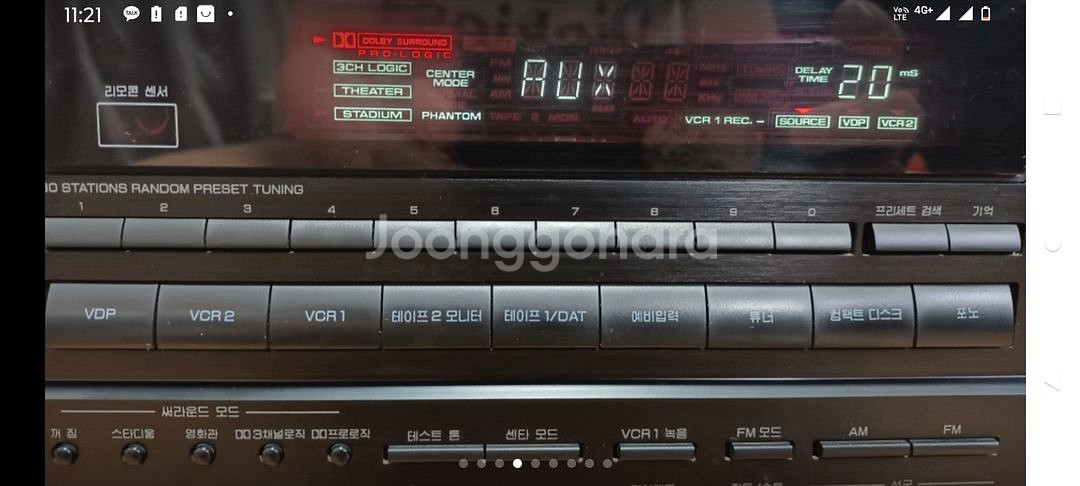 11:21
TALK
Vo))
LTE
4G+
DOLBY SURROUND
PRO·LOGIC
3CH LOGIC
THEATER
STADIUM
CENTER
MODE
PHANTOM
AUX
FM
AM
TAPE 2 MON.
AUTO
MHz
KHz
DELAY
TIME
20 mS
VCR 1 REC. –
SOURCE
VDP
VCR 2
리모콘 센서
30 STATIONS RANDOM PRESET TUNING
1 2 3 4 5 6 7 8 9 0 프리세트 검색 기억
Joonggonara
VDP VCR 2 VCR 1 테이프 2 모니터 테이프 1/DAT 예비입력 튜너 컴팩트 디스크 포노
써라운드 모드
꺼 짐 스타디움 영화관 3채널로직 프로로직 테스트 톤 센타 모드 VCR 1 녹음 FM 모드 AM FM